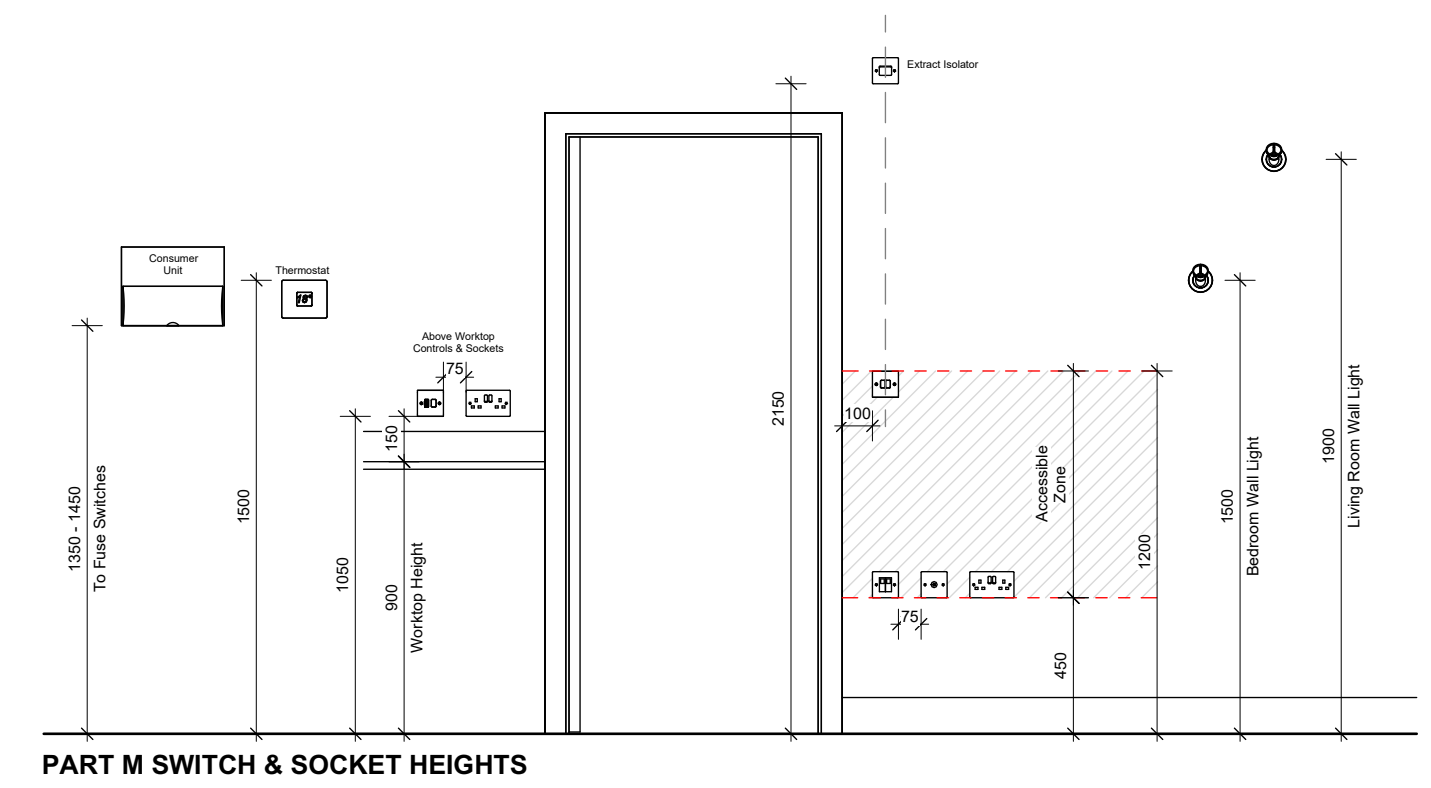 Extract Isolator
Consumer
Unit
Thermostat
18°
Above Worktop
Controls & Sockets
75
150
100
2150
1350 - 1450
To Fuse Switches
1500
1050
900
Worktop Height
Accessible
Zone
1200
75
450
1500
Bedroom Wall Light
1900
Living Room Wall Light
PART M SWITCH & SOCKET HEIGHTS